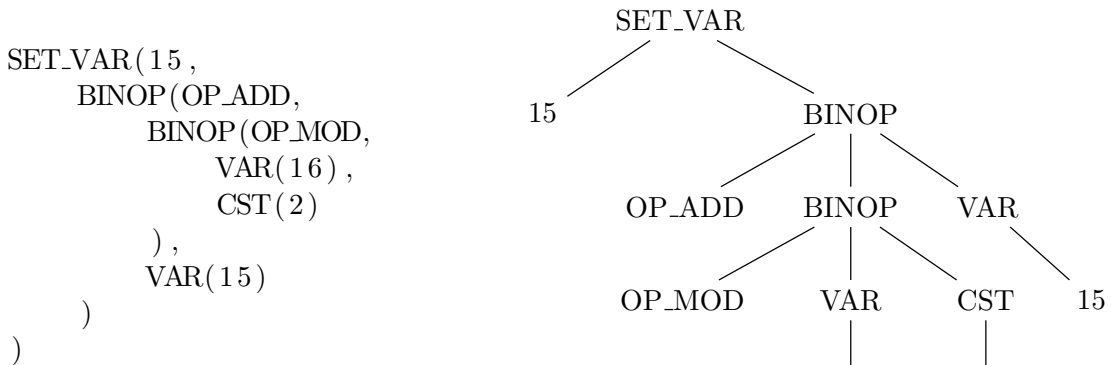 SET_VAR(15,
BINOP(OP_ADD,
BINOP(OP_MOD,
VAR(16),
CST(2)
),
VAR(15)
)
)
SET_VAR
15 BINOP
OP_ADD BINOP VAR
OP_MOD VAR CST 15